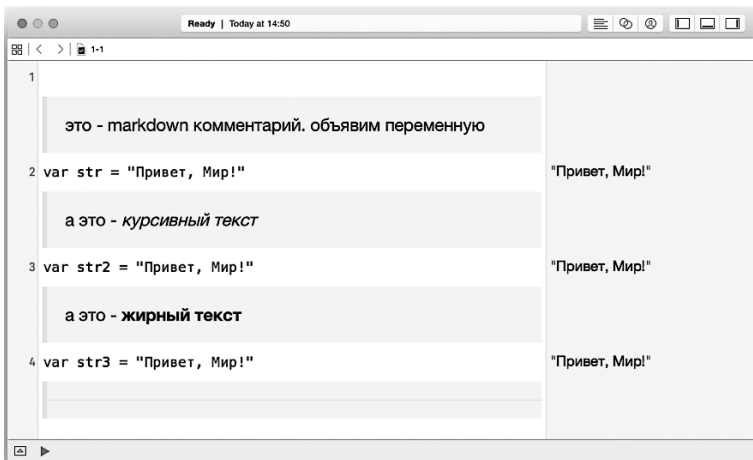 Ready | Today at 14:50
1-1
1
это - markdown комментарий. объявим переменную
2 var str = "Привет, Мир!" "Привет, Мир!"
а это - курсивный текст
3 var str2 = "Привет, Мир!" "Привет, Мир!"
а это - жирный текст
4 var str3 = "Привет, Мир!" "Привет, Мир!"